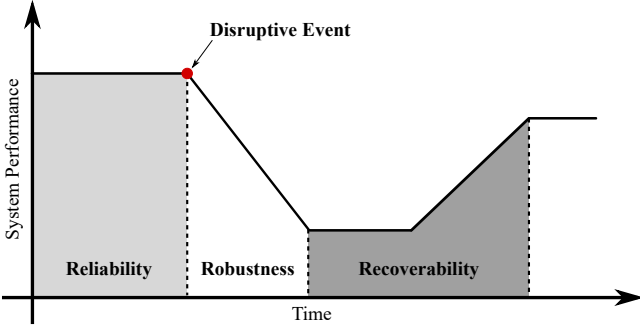 Disruptive Event
System Performance
Reliability
Robustness
Recoverability
Time